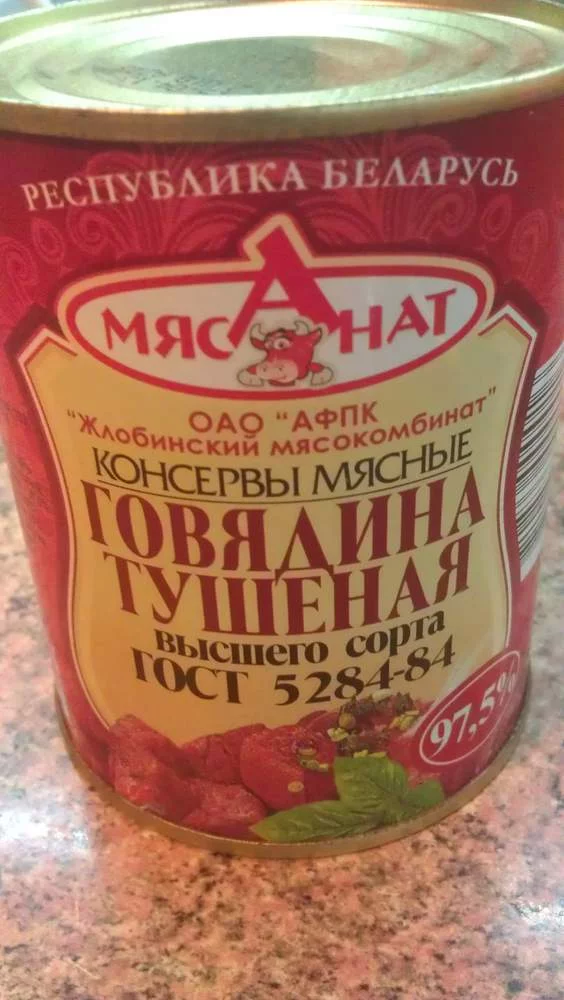 РЕСПУБЛИКА БЕЛАРУСЬ
МЯСАНАТ
ОАО "АФПК
"Жлобинский мясокомбинат"
КОНСЕРВЫ МЯСНЫЕ
ГОВЯДИНА
ТУШЕНАЯ
высшего сорта
ГОСТ 5284-84
97,5%